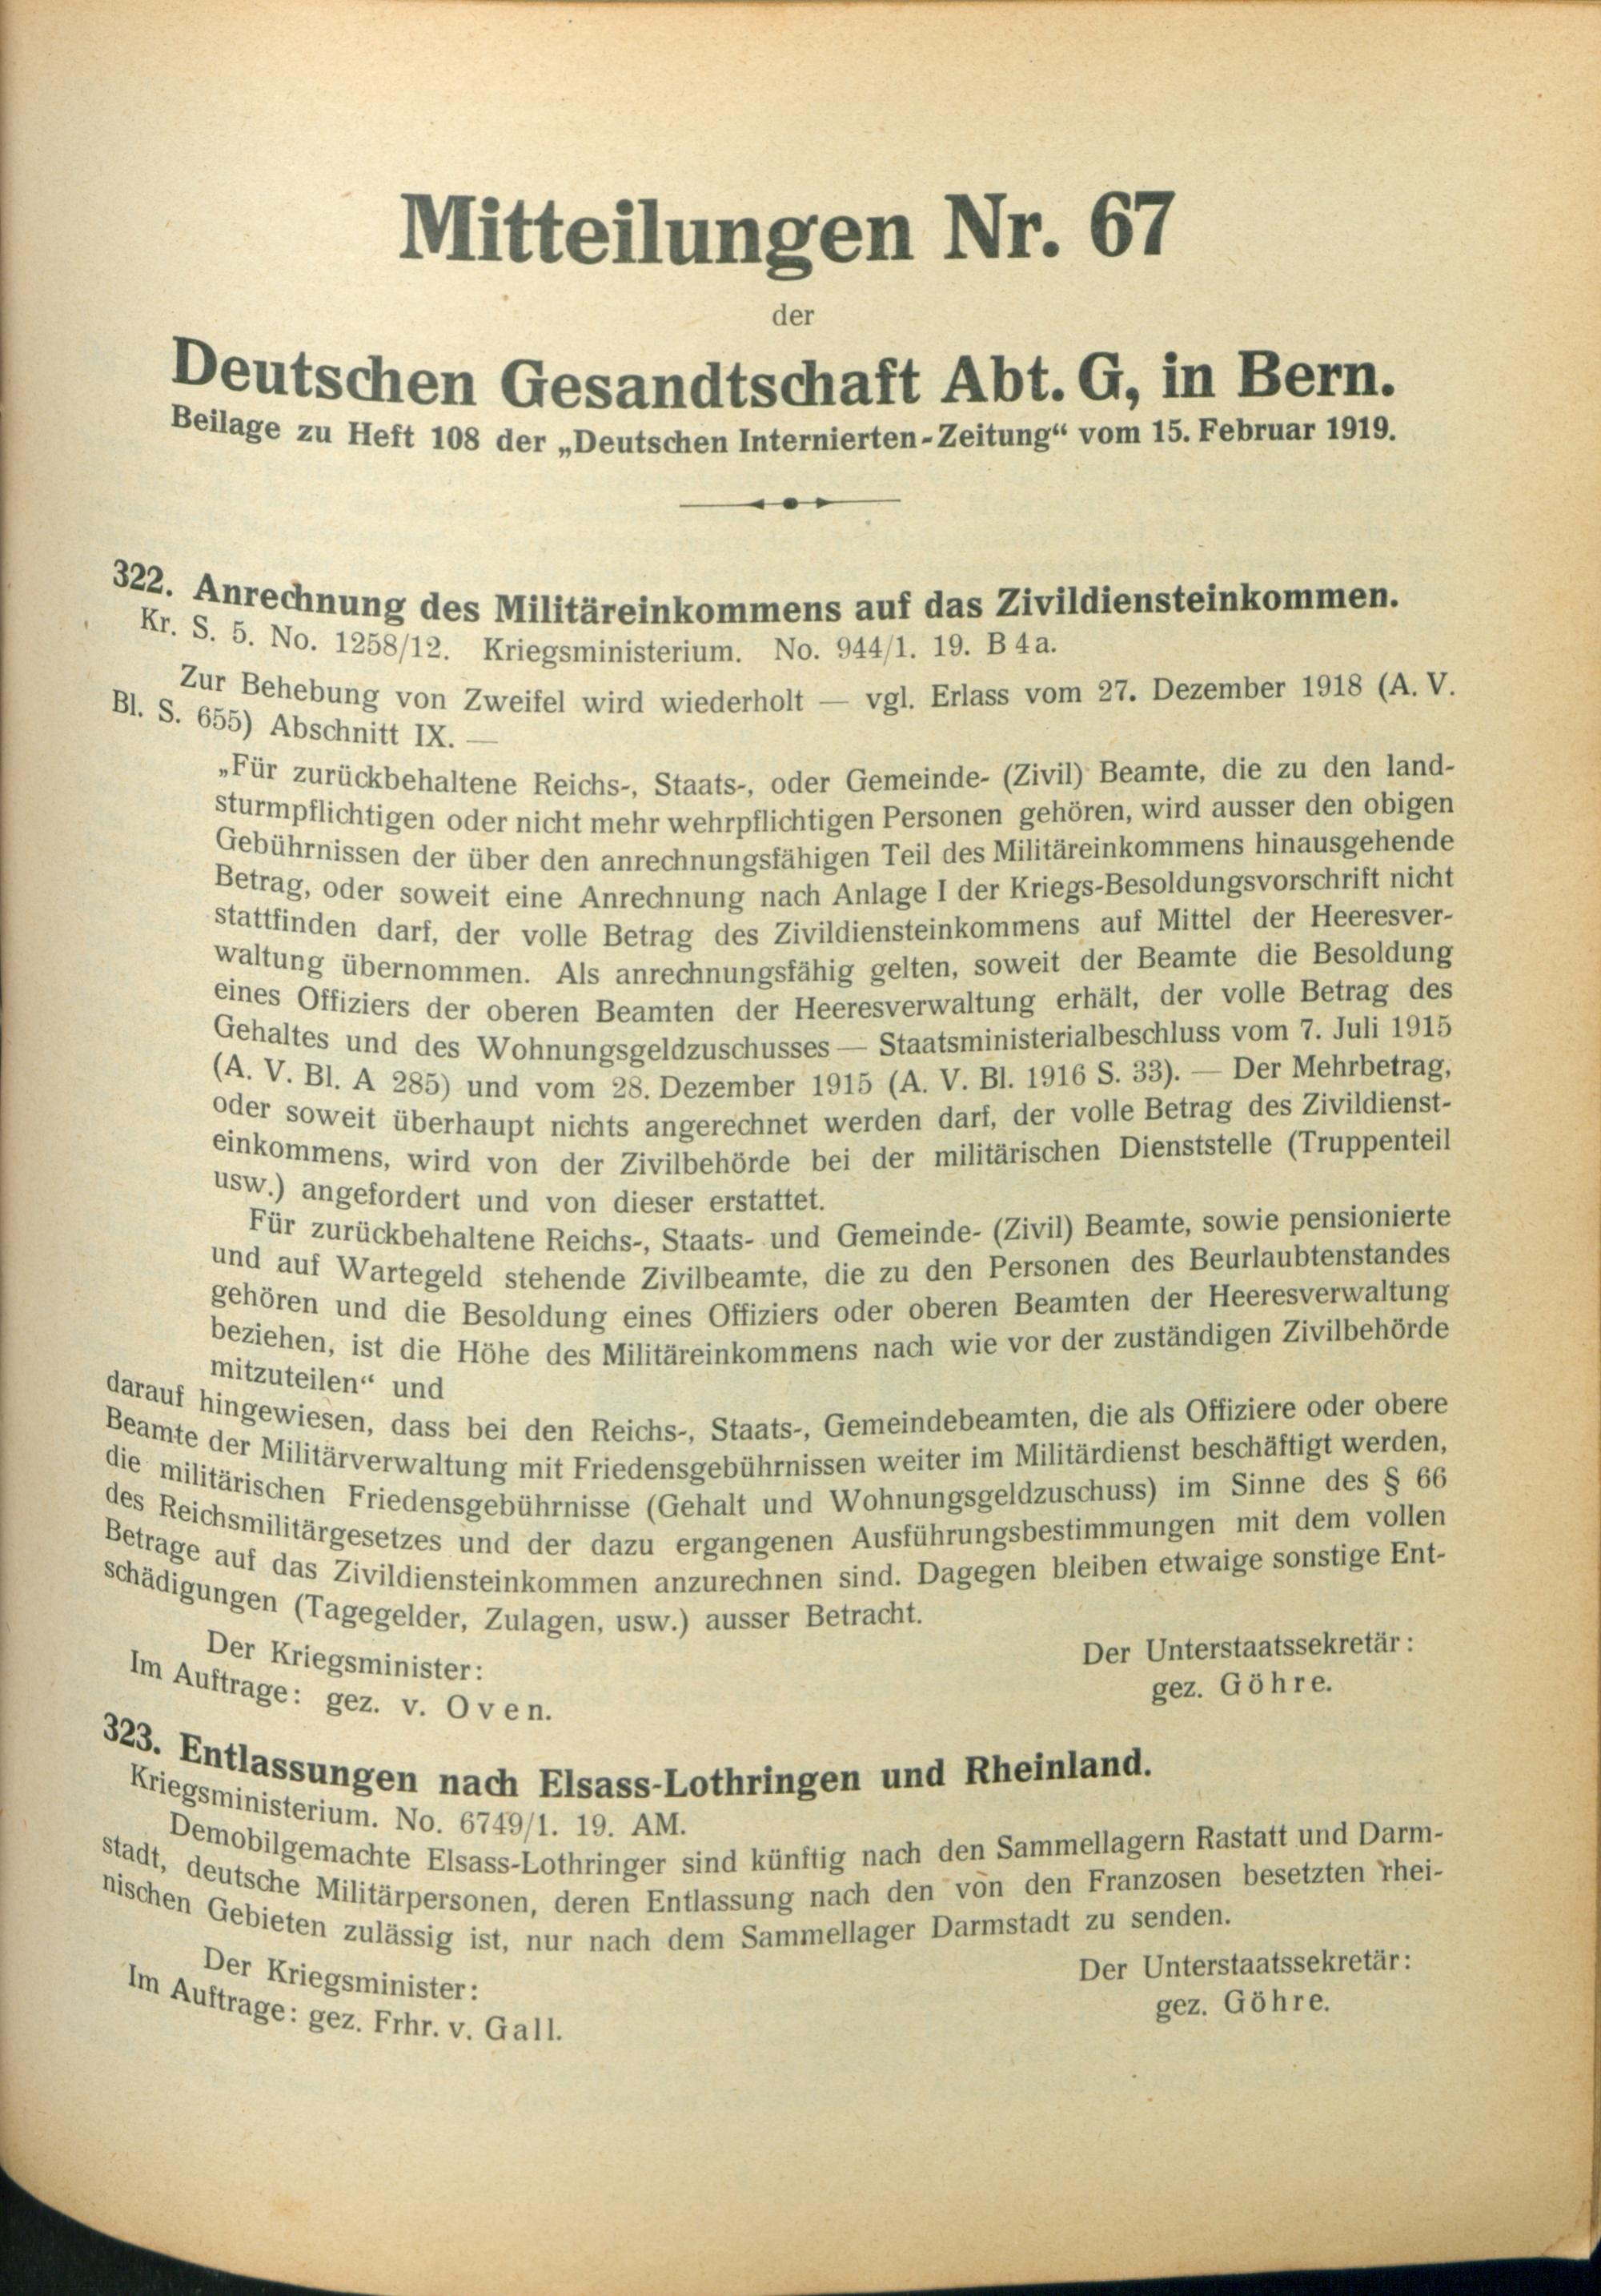 Mitteilungen Nr. 67
der
Deutschen Gesandtschaft Abt. G, in Bern.
Beilage zu Heft 108 der „Deutschen Internierten-Zeitung“ vom 15. Februar 1919.
322. Anrechnung des Militäreinkommens auf das Zivildiensteinkommen.
Kr. S. 5. No. 1258/12. Kriegsministerium. No. 944/1. 19. B 4 a.
Zur Behebung von Zweifel wird wiederholt — vgl. Erlass vom 27. Dezember 1918 (A. V.
Bl. S. 655) Abschnitt IX. —
„Für zurückbehaltene Reichs-, Staats-, oder Gemeinde- (Zivil) Beamte, die zu den land-
sturmpflichtigen oder nicht mehr wehrpflichtigen Personen gehören, wird ausser den obigen
Gebührnissen der über den anrechnungsfähigen Teil des Militäreinkommens hinausgehende
Betrag, oder soweit eine Anrechnung nach Anlage I der Kriegs-Besoldungsvorschrift nicht
stattfinden darf, der volle Betrag des Zivildiensteinkommens auf Mittel der Heeresver-
waltung übernommen. Als anrechnungsfähig gelten, soweit der Beamte die Besoldung
eines Offiziers der oberen Beamten der Heeresverwaltung erhält, der volle Betrag des
Gehaltes und des Wohnungsgeldzuschusses — Staatsministerialbeschluss vom 7. Juli 1915
(A. V. Bl. A 285) und vom 28. Dezember 1915 (A. V. Bl. 1916 S. 33). — Der Mehrbetrag,
oder soweit überhaupt nichts angerechnet werden darf, der volle Betrag des Zivildienst-
einkommens, wird von der Zivilbehörde bei der militärischen Dienststelle (Truppenteil
usw.) angefordert und von dieser erstattet.
Für zurückbehaltene Reichs-, Staats- und Gemeinde- (Zivil) Beamte, sowie pensionierte
und auf Wartegeld stehende Zivilbeamte, die zu den Personen des Beurlaubtenstandes
gehören und die Besoldung eines Offiziers oder oberen Beamten der Heeresverwaltung
beziehen, ist die Höhe des Militäreinkommens nach wie vor der zuständigen Zivilbehörde
mitzuteilen“ und
darauf hingewiesen, dass bei den Reichs-, Staats-, Gemeindebeamten, die als Offiziere oder obere
Beamte der Militärverwaltung mit Friedensgebührnissen weiter im Militärdienst beschäftigt werden,
die militärischen Friedensgebührnisse (Gehalt und Wohnungsgeldzuschuss) im Sinne des § 66
des Reichsmilitärgesetzes und der dazu ergangenen Ausführungsbestimmungen mit dem vollen
Betrage auf das Zivildiensteinkommen anzurechnen sind. Dagegen bleiben etwaige sonstige Ent-
schädigungen (Tagegelder, Zulagen, usw.) ausser Betracht.
Der Kriegsminister:
Im Auftrage: gez. v. Oven.
Der Unterstaatssekretär:
gez. Göhre.
323. Entlassungen nach Elsass-Lothringen und Rheinland.
Kriegsministerium. No. 6749/1. 19. AM.
Demobilgemachte Elsass-Lothringer sind künftig nach den Sammellagern Rastatt und Darm-
stadt, deutsche Militärpersonen, deren Entlassung nach den von den Franzosen besetzten rhei-
nischen Gebieten zulässig ist, nur nach dem Sammellager Darmstadt zu senden.
Der Kriegsminister:
Im Auftrage: gez. Frhr. v. Gall.
Der Unterstaatssekretär:
gez. Göhre.